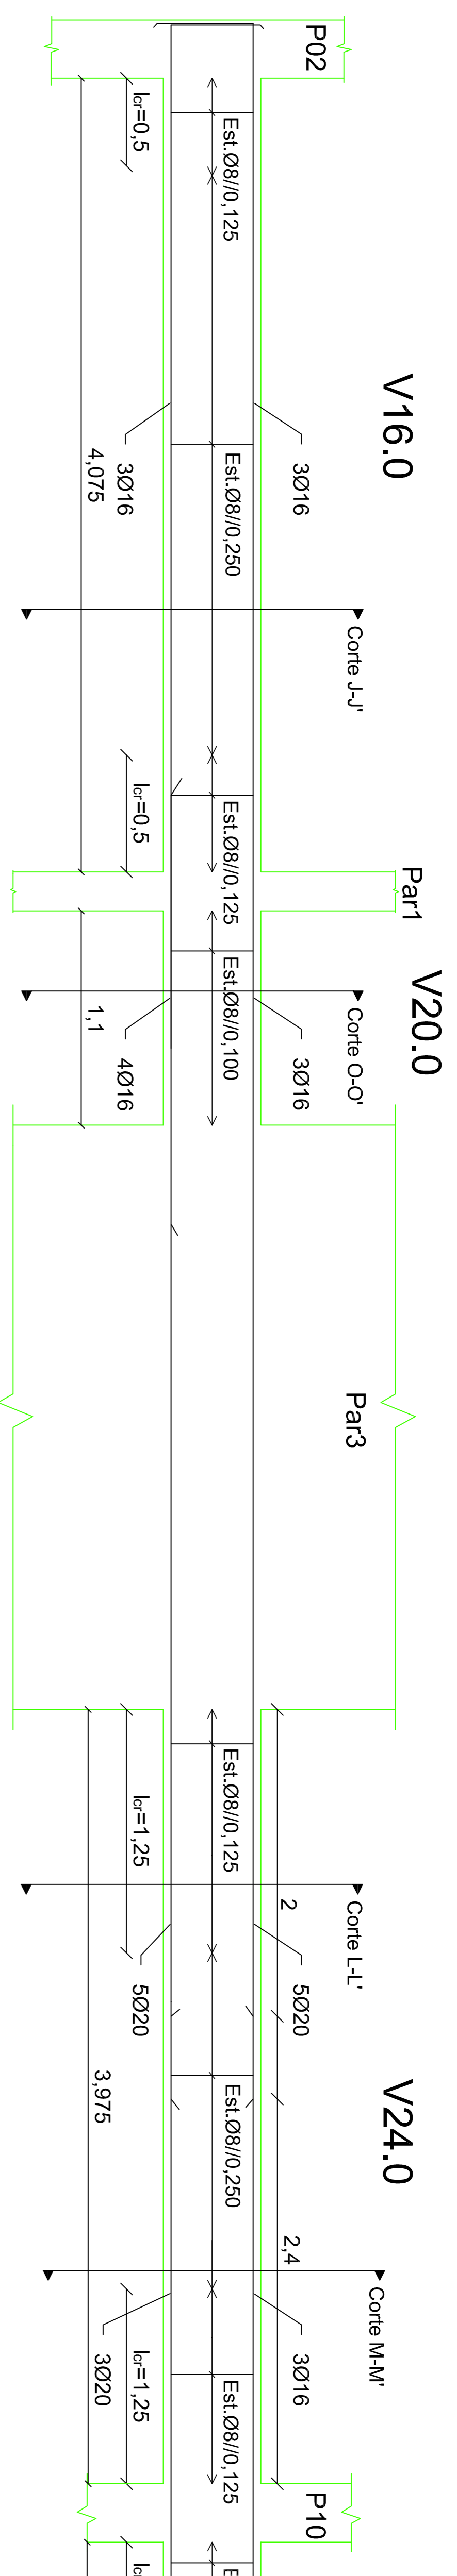 P02
lcr=0,5
Est.Ø8//0,125
V16.0
3Ø16
3Ø16
4,075
Est.Ø8//0,250
Corte J-J'
lcr=0,5
Est.Ø8//0,125
Par1
V20.0
Est.Ø8//0,100
Corte O-O'
1,1
4Ø16
3Ø16
Par3
Est.Ø8//0,125
lcr=1,25
2
Corte L-L'
5Ø20
5Ø20
3,975
V24.0
Est.Ø8//0,250
2,4
Corte M-M'
lcr=1,25
3Ø20
3Ø16
Est.Ø8//0,125
P10